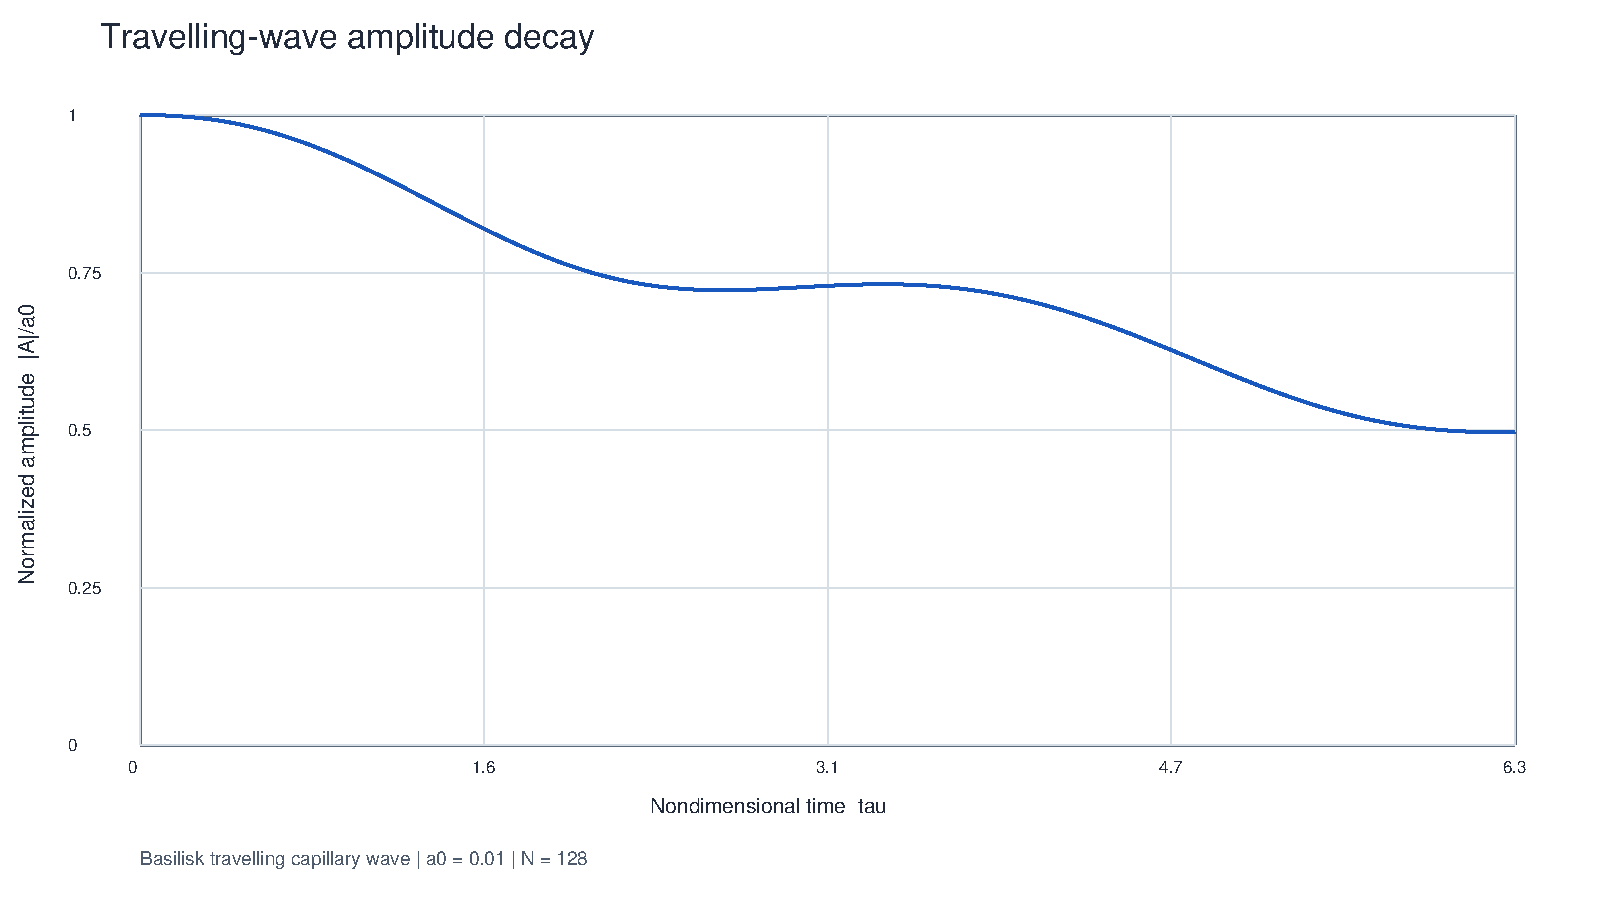 Travelling-wave amplitude decay
1
0.75
0.5
0.25
0
Normalized amplitude |A|/a0
0
1.6
3.1
4.7
6.3
Nondimensional time tau
Basilisk travelling capillary wave | a0 = 0.01 | N = 128